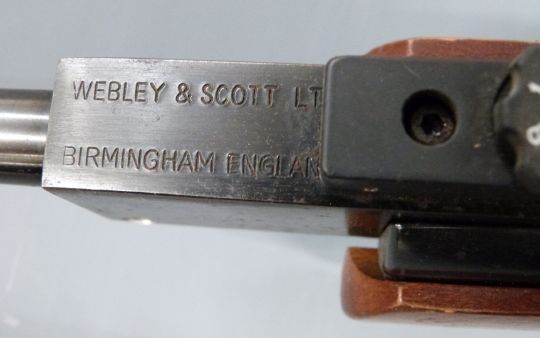 WEBLEY & SCOTT LT
BIRMINGHAM ENGLAN